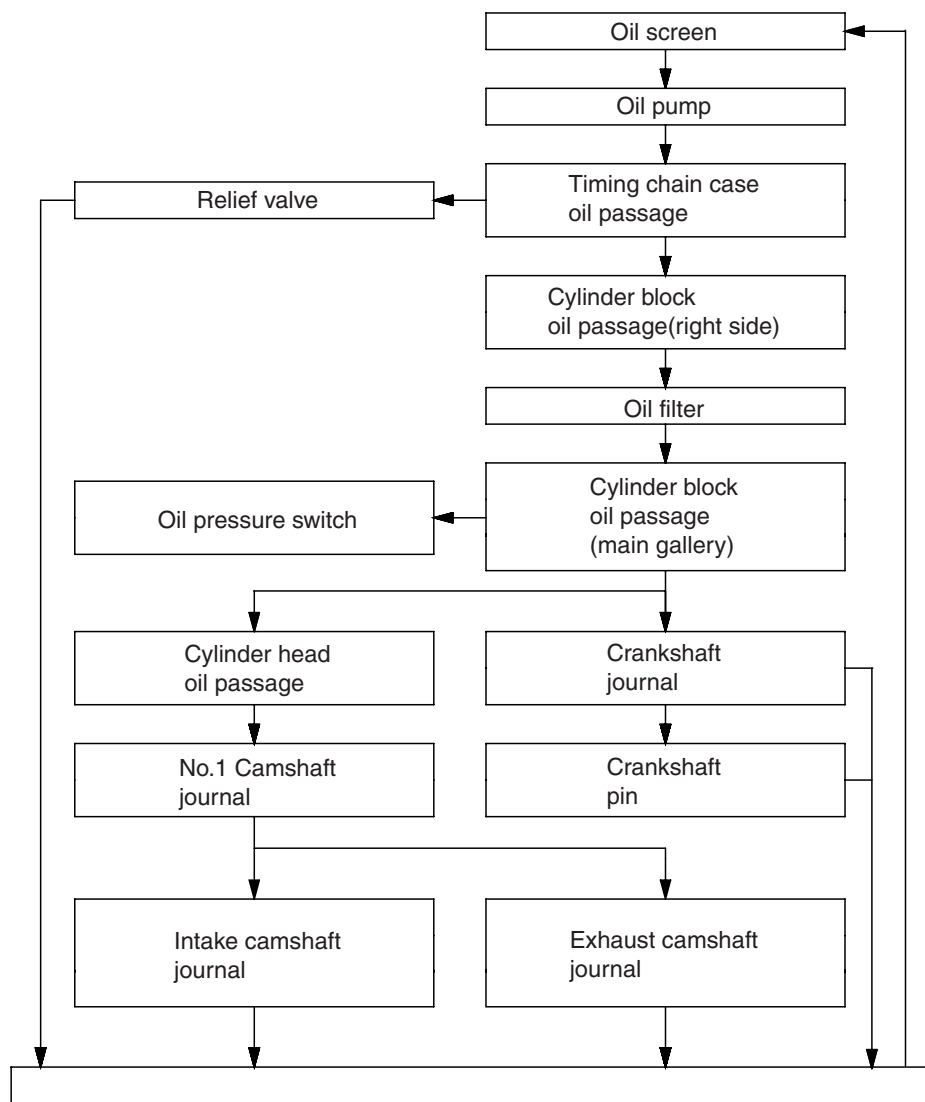 Oil screen
Oil pump
Timing chain case
oil passage
Relief valve
Cylinder block
oil passage(right side)
Oil filter
Cylinder block
oil passage
(main gallery)
Oil pressure switch
Cylinder head
oil passage
Crankshaft
journal
No.1 Camshaft
journal
Crankshaft
pin
Intake camshaft
journal
Exhaust camshaft
journal